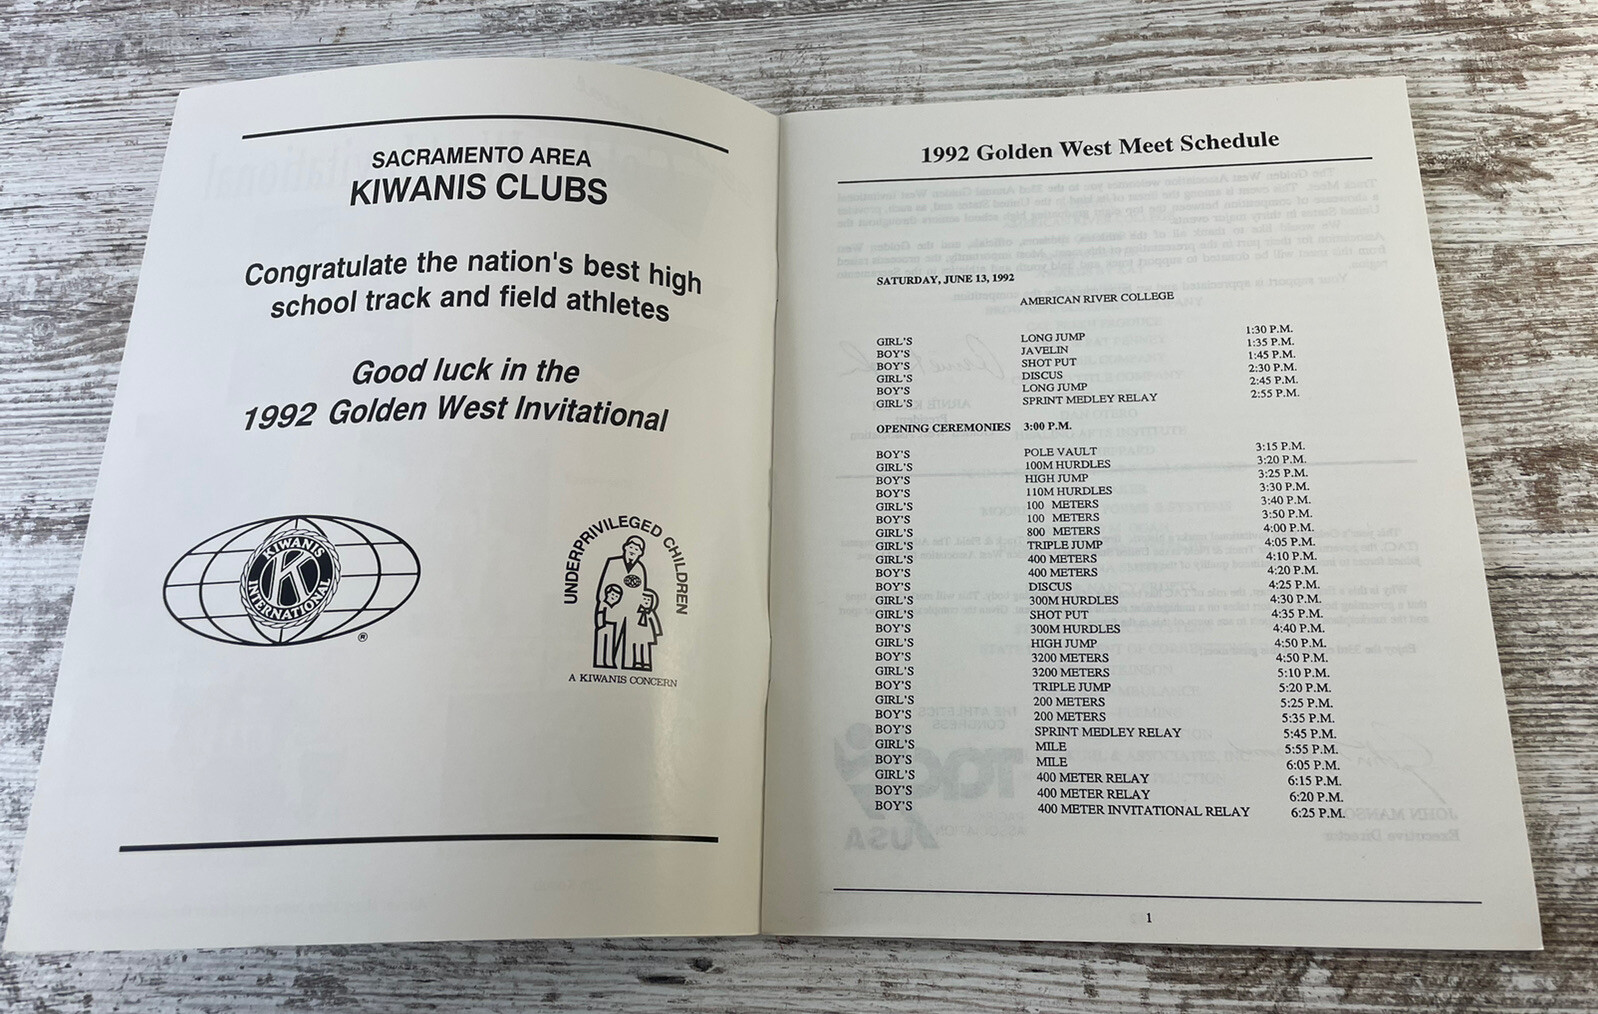 SACRAMENTO AREA
KIWANIS CLUBS
Congratulate the nation's best high
school track and field athletes
Good luck in the
1992 Golden West Invitational
KIWANIS
K
INTERNATIONAL
®
UNDERPRIVILEGED CHILDREN
A KIWANIS CONCERN
1992 Golden West Meet Schedule
SATURDAY, JUNE 13, 1992
AMERICAN RIVER COLLEGE
GIRL'S LONG JUMP 1:30 P.M.
BOY'S JAVELIN 1:35 P.M.
BOY'S SHOT PUT 1:45 P.M.
GIRL'S DISCUS 2:30 P.M.
BOY'S LONG JUMP 2:45 P.M.
GIRL'S SPRINT MEDLEY RELAY 2:55 P.M.
OPENING CEREMONIES 3:00 P.M.
BOY'S POLE VAULT 3:15 P.M.
GIRL'S 100M HURDLES 3:20 P.M.
BOY'S HIGH JUMP 3:25 P.M.
BOY'S 110M HURDLES 3:30 P.M.
GIRL'S 100 METERS 3:40 P.M.
BOY'S 100 METERS 3:50 P.M.
GIRL'S 800 METERS 4:00 P.M.
GIRL'S TRIPLE JUMP 4:05 P.M.
GIRL'S 400 METERS 4:10 P.M.
BOY'S 400 METERS 4:20 P.M.
BOY'S DISCUS 4:25 P.M.
GIRL'S 300M HURDLES 4:30 P.M.
GIRL'S SHOT PUT 4:35 P.M.
BOY'S 300M HURDLES 4:40 P.M.
GIRL'S HIGH JUMP 4:50 P.M.
BOY'S 3200 METERS 4:50 P.M.
GIRL'S 3200 METERS 5:10 P.M.
BOY'S TRIPLE JUMP 5:20 P.M.
GIRL'S 200 METERS 5:25 P.M.
BOY'S 200 METERS 5:35 P.M.
BOY'S SPRINT MEDLEY RELAY 5:45 P.M.
GIRL'S MILE 5:55 P.M.
BOY'S MILE 6:05 P.M.
GIRL'S 400 METER RELAY 6:15 P.M.
BOY'S 400 METER RELAY 6:20 P.M.
BOY'S 400 METER INVITATIONAL RELAY 6:25 P.M.
1